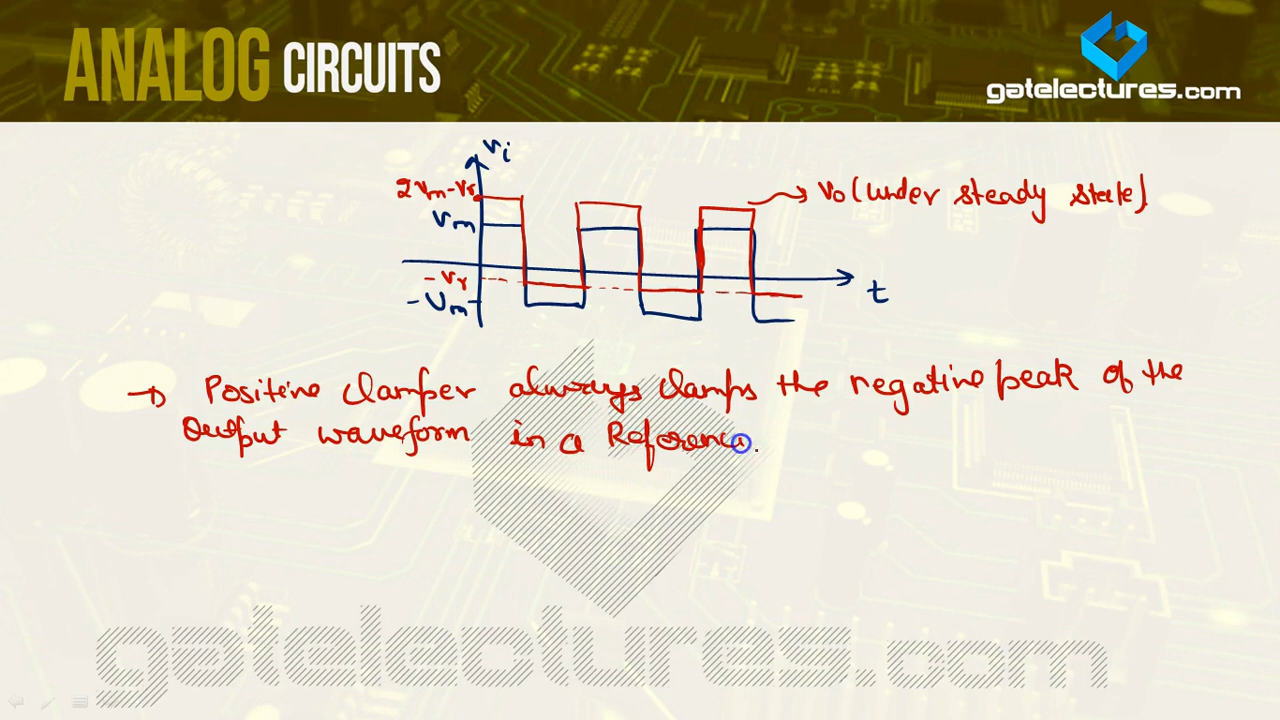 ANALOG CIRCUITS
gatelectures.com
vi
2Vm-Vr
Vm
-Vr
-Vm
t
→ Vo (under steady state)
→ Positive clamper always clamps the negative peak of the
Output waveform in a Reference.
gatelectures.com